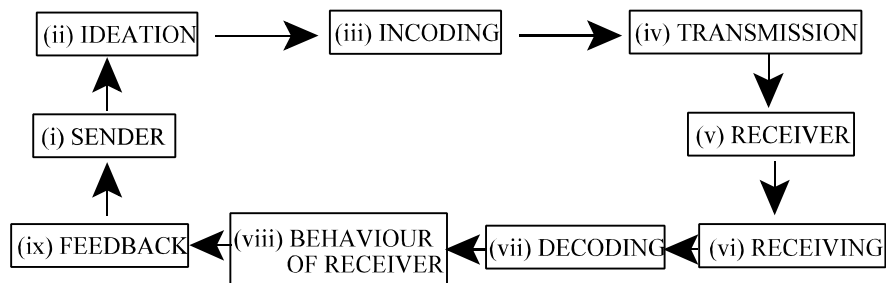 (ii) IDEATION
(iii) INCODING
(iv) TRANSMISSION
(i) SENDER
(v) RECEIVER
(ix) FEEDBACK
(viii) BEHAVIOUR
OF RECEIVER
(vii) DECODING
(vi) RECEIVING